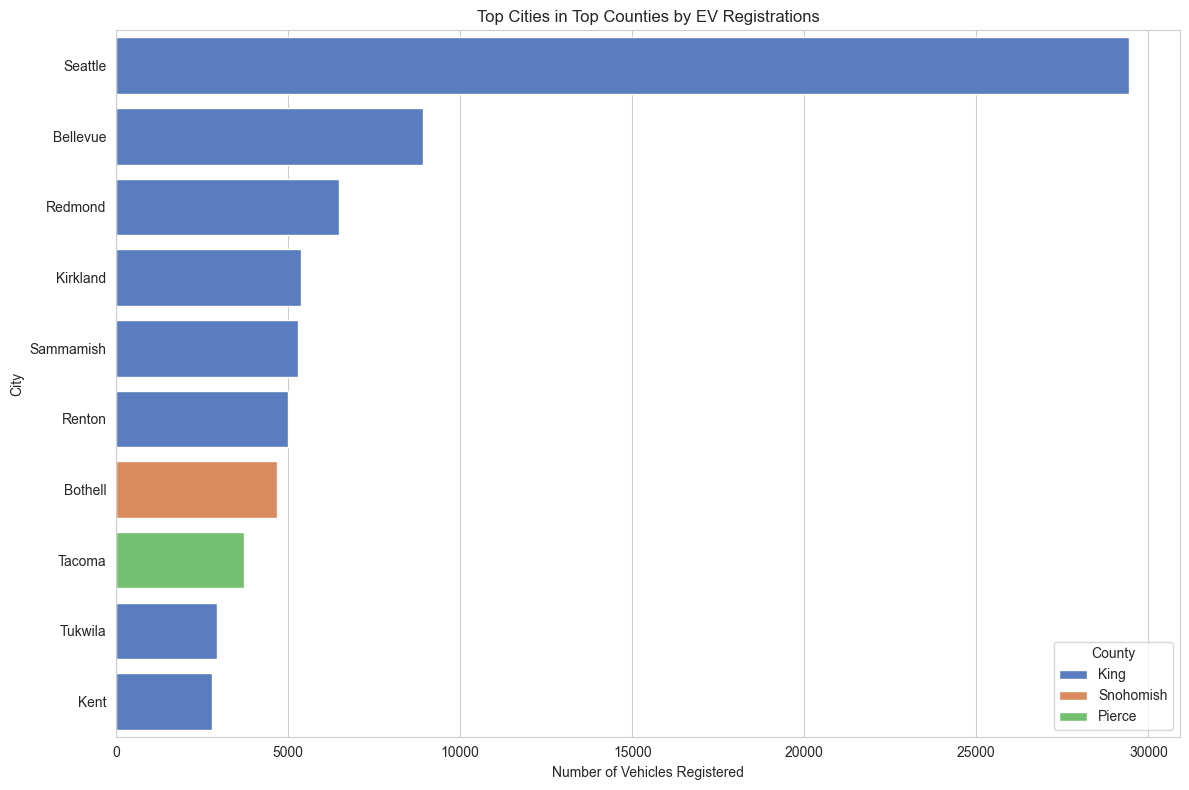 Top Cities in Top Counties by EV Registrations
City
Seattle
Bellevue
Redmond
Kirkland
Sammamish
Renton
Bothell
Tacoma
Tukwila
Kent
County
King
Snohomish
Pierce
0 5000 10000 15000 20000 25000 30000
Number of Vehicles Registered